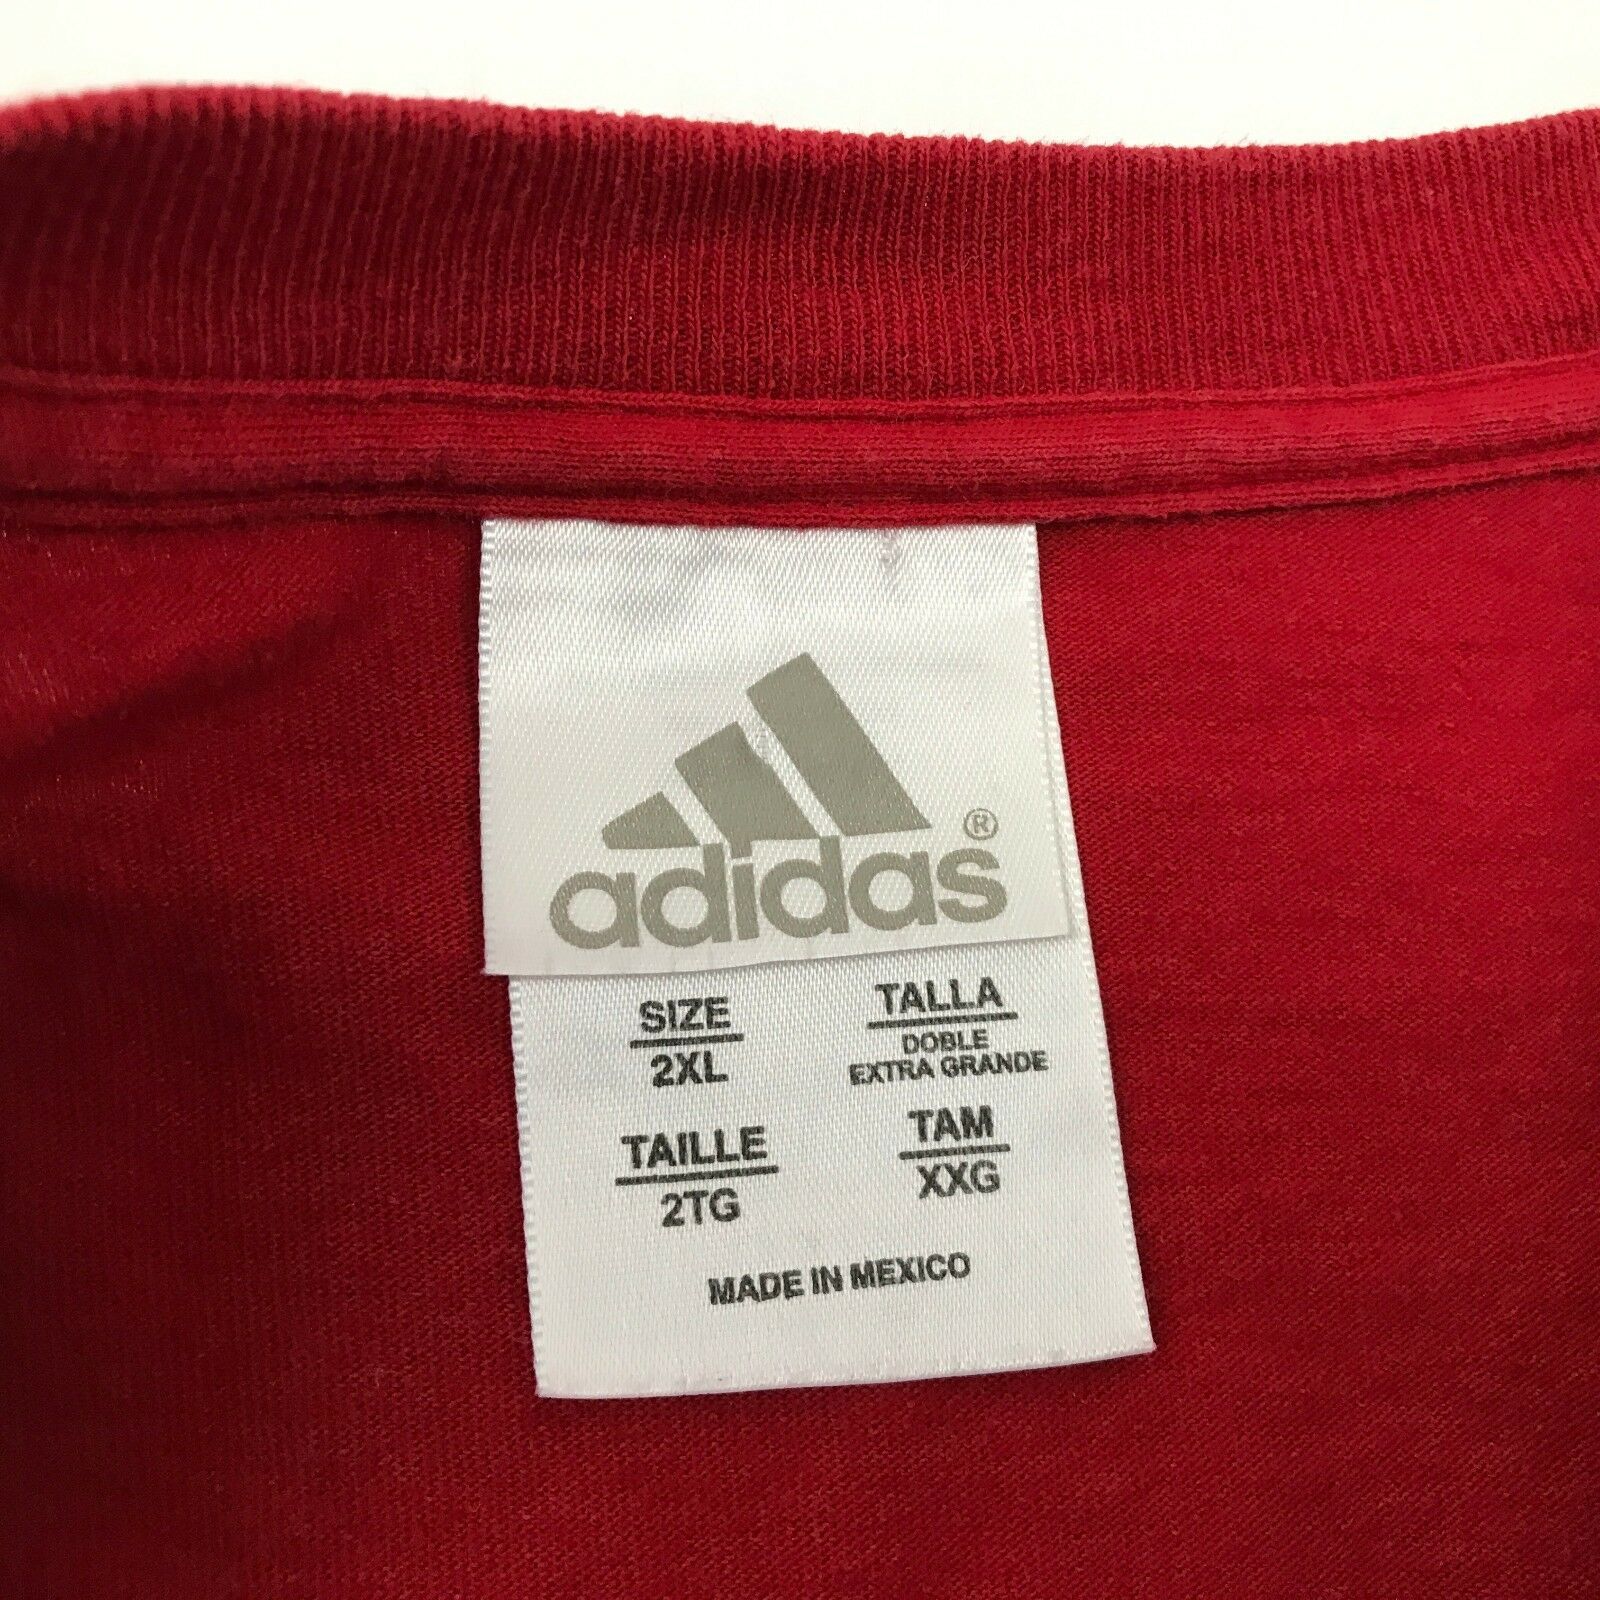 adidas®
SIZE TALLA
2XL DOBLE
EXTRA GRANDE
TAILLE TAM
2TG XXG
MADE IN MEXICO